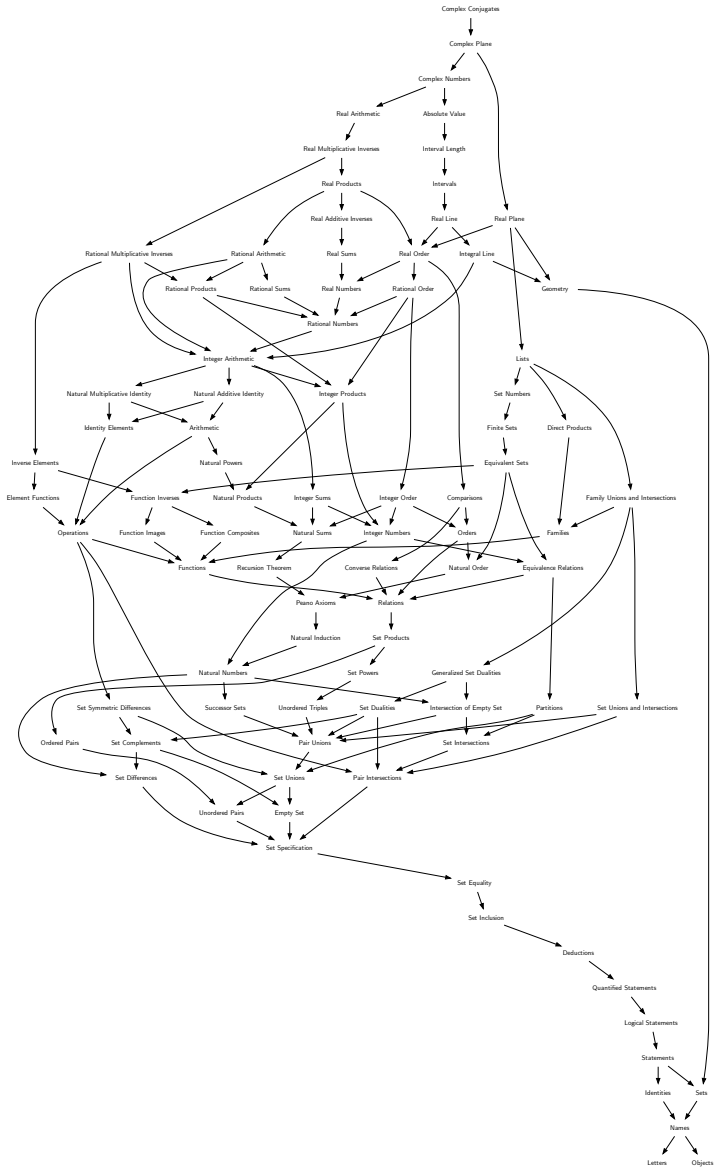 Complex Conjugates
Complex Plane
Complex Numbers
Real Arithmetic
Absolute Value
Real Multiplicative Inverses
Interval Length
Real Products
Intervals
Real Additive Inverses
Real Line
Real Plane
Rational Multiplicative Inverses
Rational Arithmetic
Real Sums
Real Order
Integral Line
Rational Products
Rational Sums
Real Numbers
Rational Order
Geometry
Rational Numbers
Integer Arithmetic
Lists
Natural Multiplicative Identity
Natural Additive Identity
Integer Products
Set Numbers
Identity Elements
Arithmetic
Finite Sets
Direct Products
Inverse Elements
Natural Powers
Equivalent Sets
Element Functions
Function Inverses
Natural Products
Integer Sums
Integer Order
Comparisons
Family Unions and Intersections
Operations
Function Images
Function Composites
Natural Sums
Integer Numbers
Orders
Families
Functions
Recursion Theorem
Converse Relations
Natural Order
Equivalence Relations
Peano Axioms
Relations
Natural Induction
Set Products
Natural Numbers
Set Powers
Generalized Set Dualities
Set Symmetric Differences
Successor Sets
Unordered Triples
Set Dualities
Intersection of Empty Set
Partitions
Set Unions and Intersections
Ordered Pairs
Set Complements
Pair Unions
Set Intersections
Set Differences
Set Unions
Pair Intersections
Unordered Pairs
Empty Set
Set Specification
Set Equality
Set Inclusion
Deductions
Quantified Statements
Logical Statements
Statements
Identities
Sets
Names
Letters
Objects